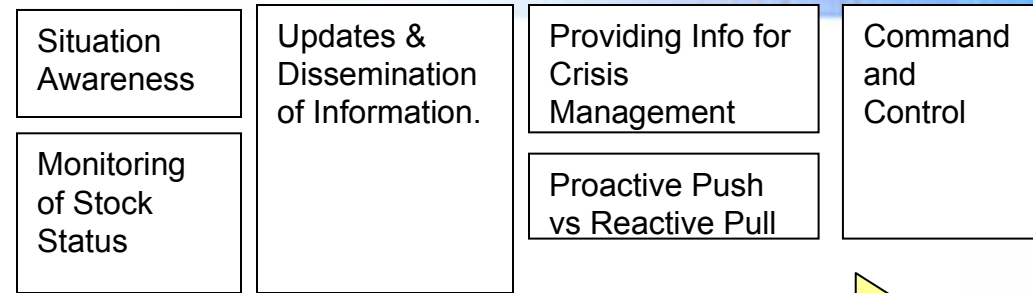 Situation
Awareness
Monitoring
of Stock
Status
Updates &
Dissemination
of Information.
Providing Info for
Crisis
Management
Proactive Push
vs Reactive Pull
Command
and
Control